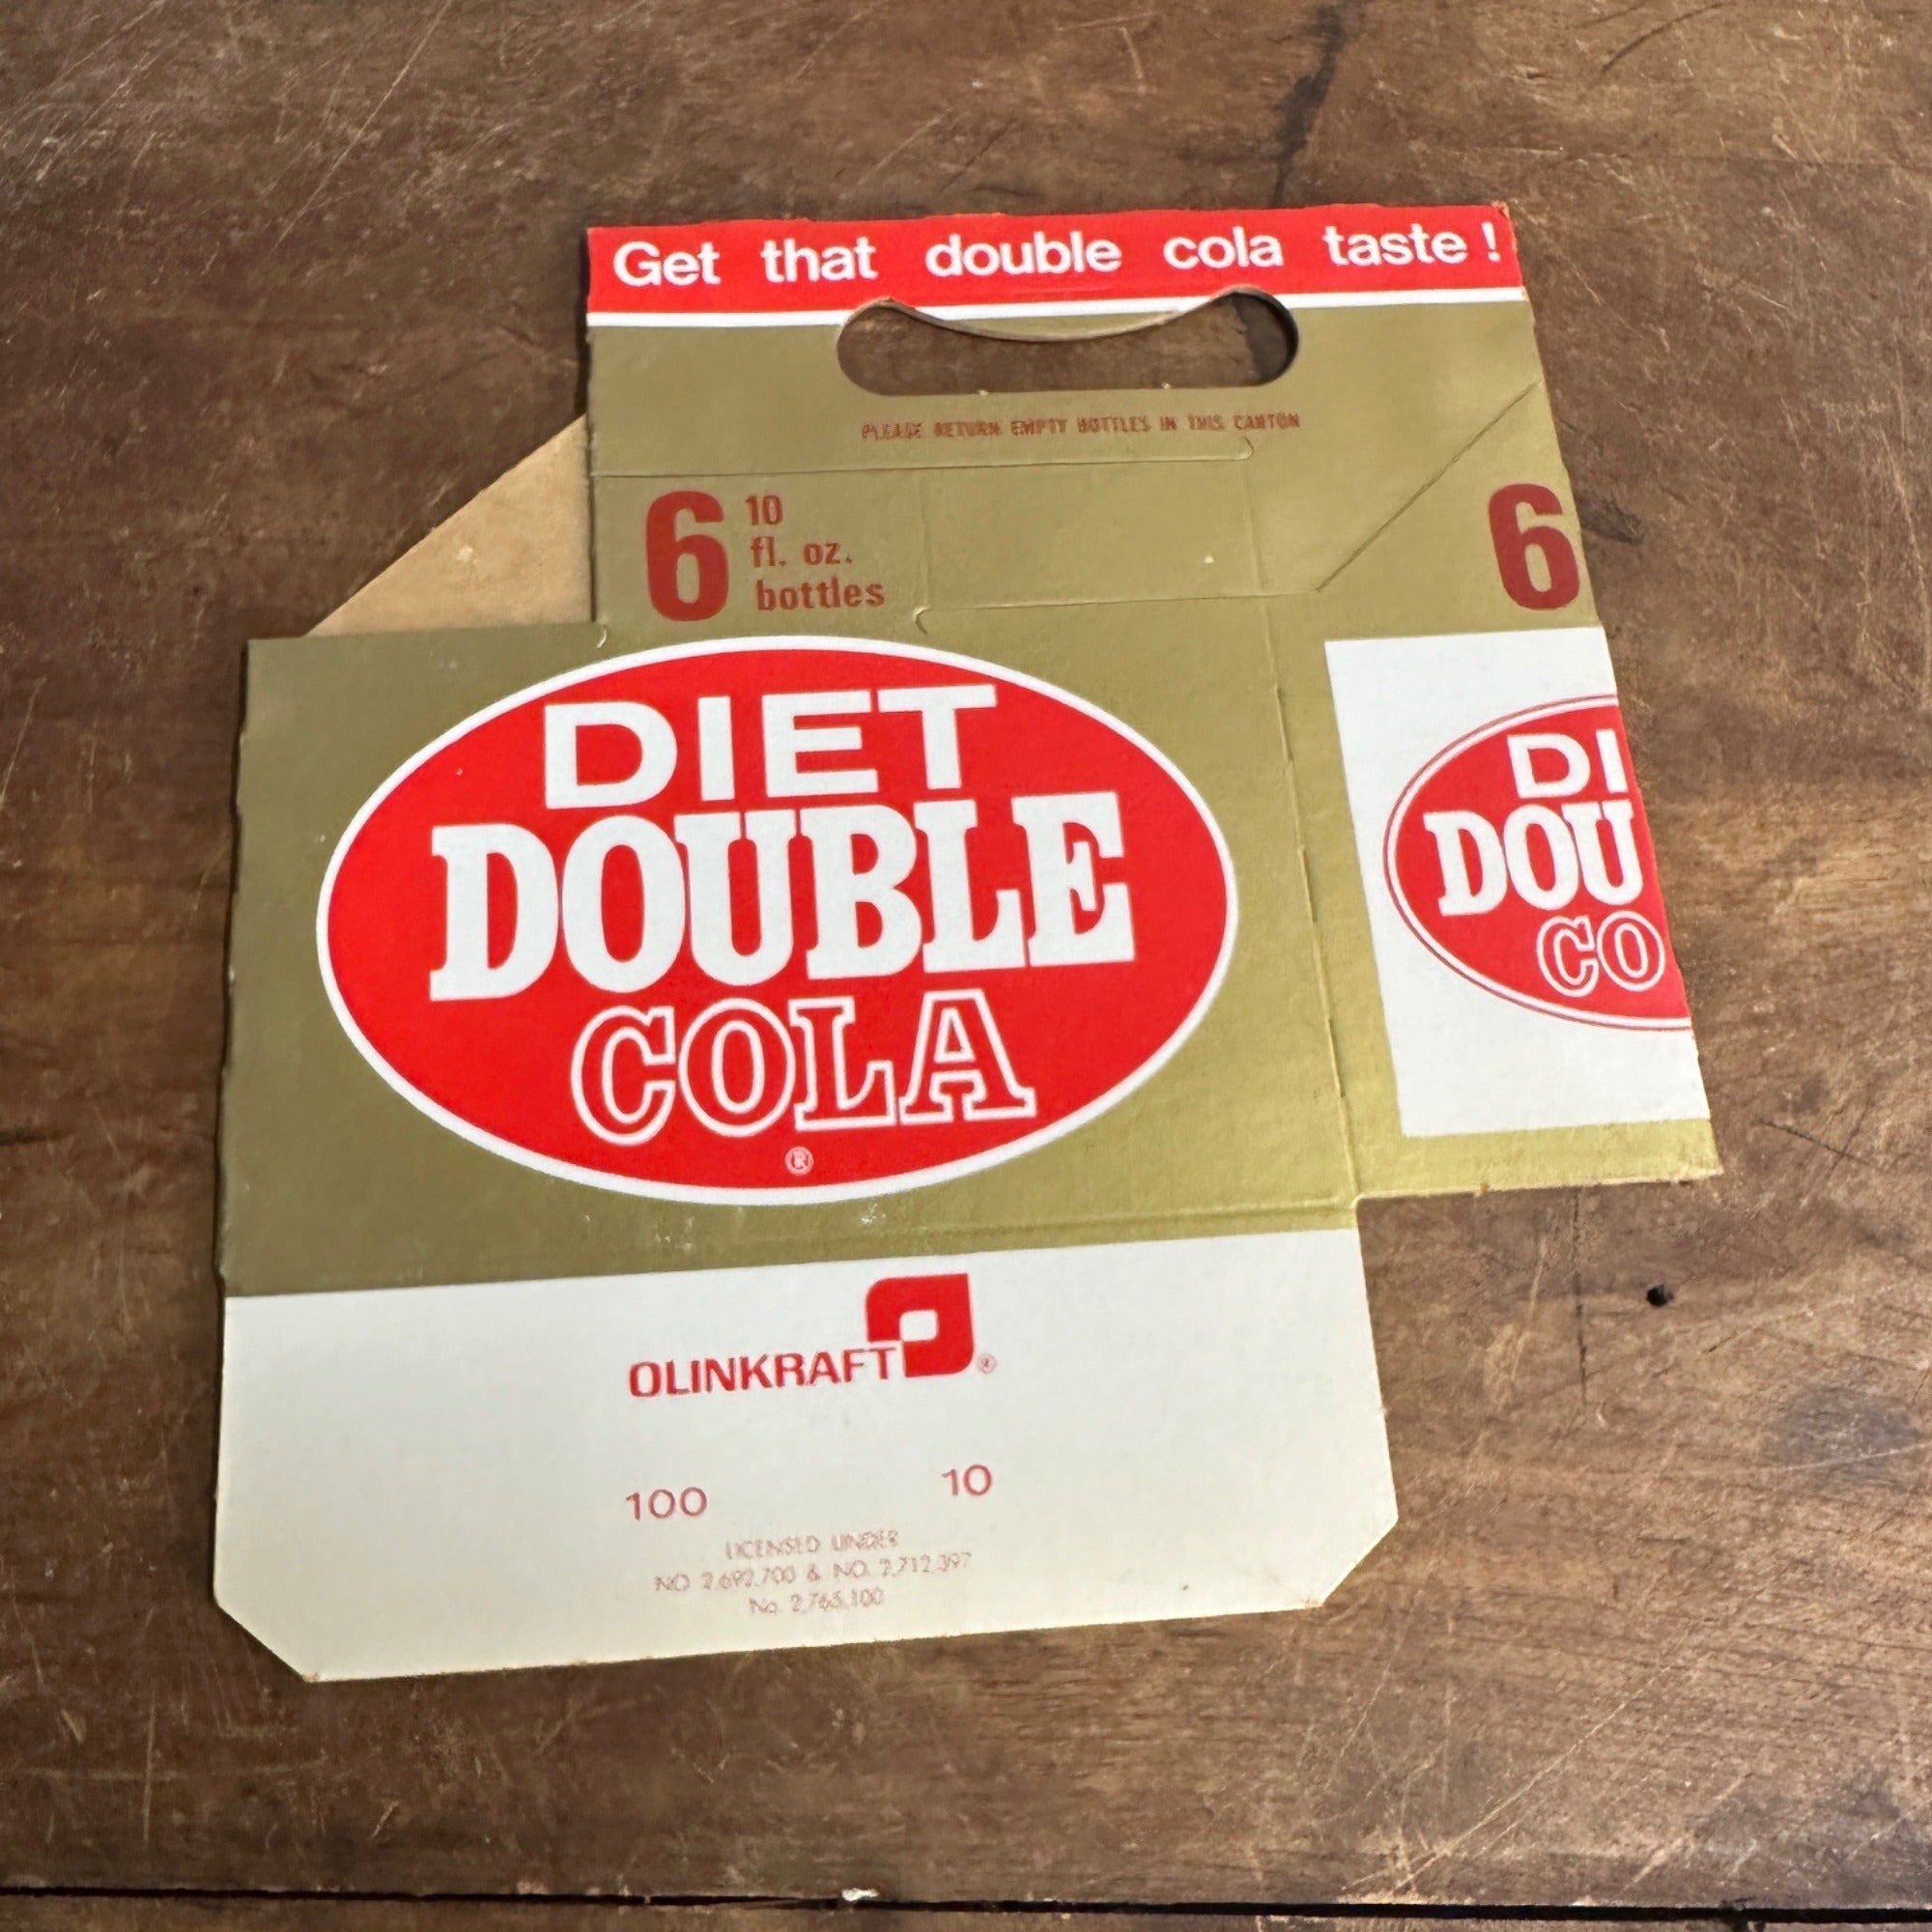 Get that double cola taste!
PLEASE RETURN EMPTY BOTTLES IN THIS CARTON
6 10
fl. oz.
bottles
6
DIET
DOUBLE
COLA
®
DI
DOU
CO
OLINKRAFT ®
100 10
LICENSED UNDER
NO 2,692,700 & NO. 2,712,397
No. 2,765,100